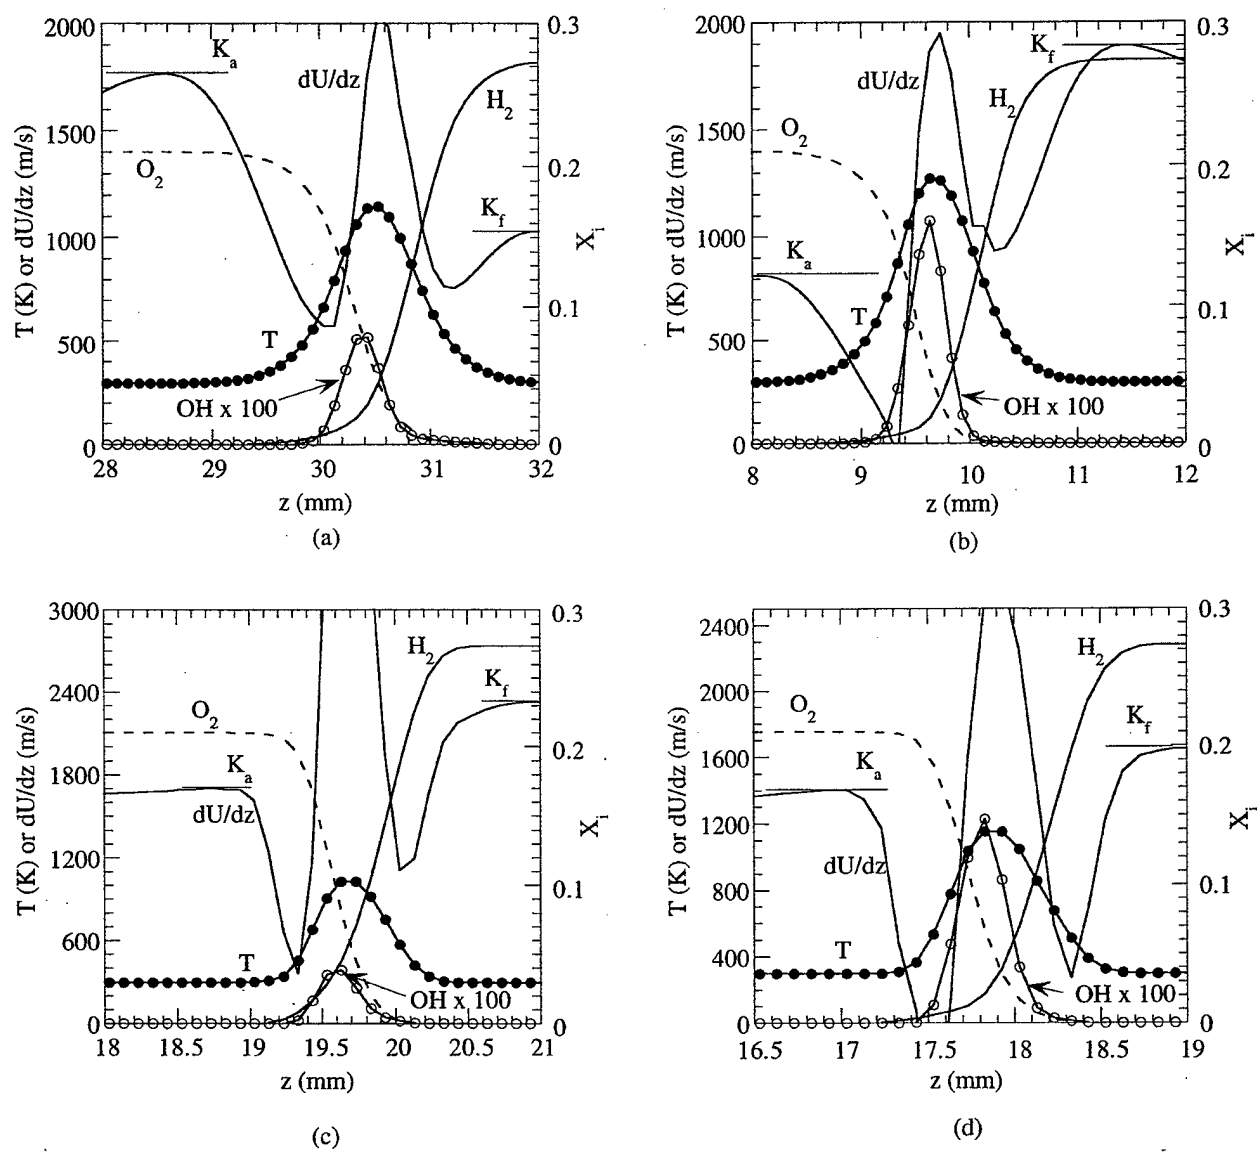 2000
1500
1000
500
0
T (K) or dU/dz (m/s)
K_a
dU/dz
H_2
O_2
K_f
T
OH x 100
0.3
0.2
0.1
0
X_i
28 29 30 31 32
z (mm)
(a)
2000
1500
1000
500
0
T (K) or dU/dz (m/s)
K_f
dU/dz
H_2
O_2
K_a
T
OH x 100
0.3
0.2
0.1
0
X_i
8 9 10 11 12
z (mm)
(b)
3000
2400
1800
1200
600
0
T (K) or dU/dz (m/s)
H_2
K_f
O_2
K_a
dU/dz
T
OH x 100
0.3
0.2
0.1
0
X_i
18 18.5 19 19.5 20 20.5 21
z (mm)
(c)
2400
2000
1600
1200
800
400
0
T (K) or dU/dz (m/s)
H_2
O_2
K_f
K_a
dU/dz
T
OH x 100
0.3
0.2
0.1
0
X_i
16.5 17 17.5 18 18.5 19
z (mm)
(d)